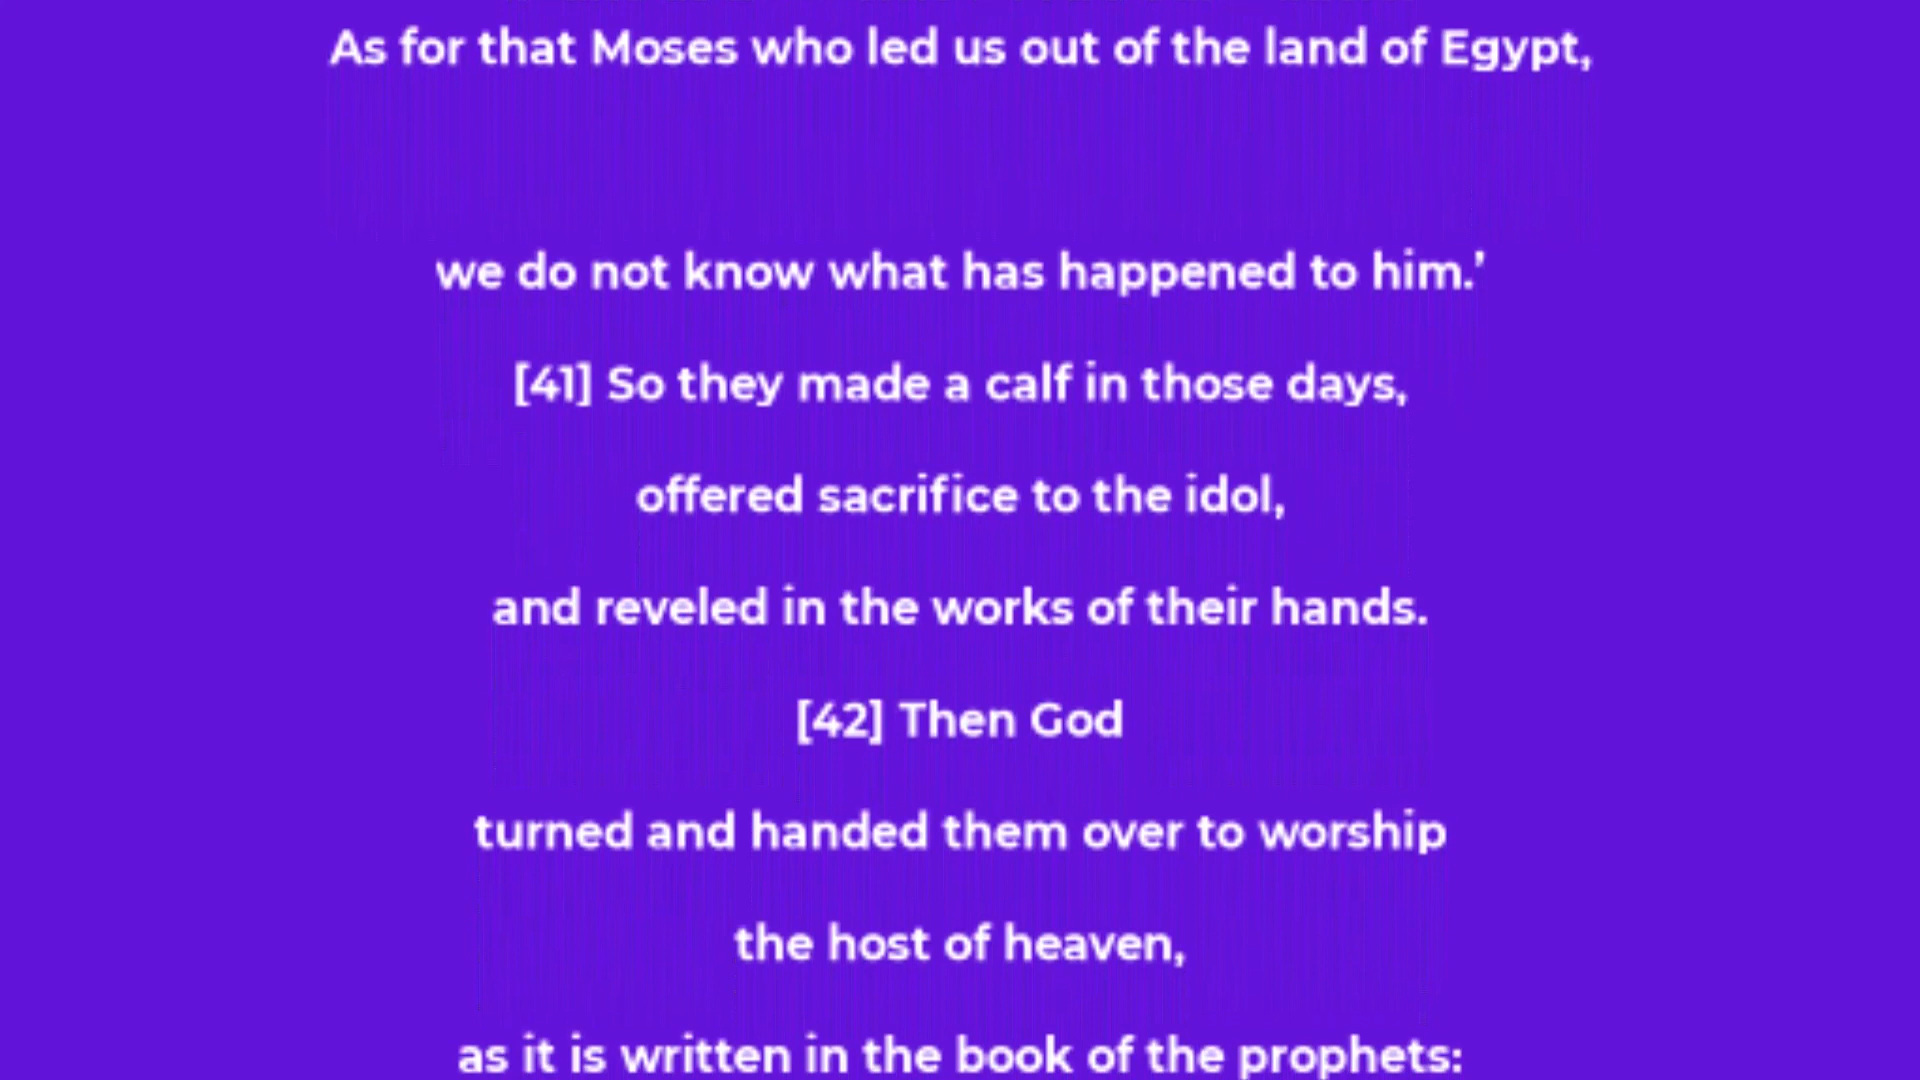 As for that Moses who led us out of the land of Egypt,
we do not know what has happened to him.’
[41] So they made a calf in those days,
offered sacrifice to the idol,
and reveled in the works of their hands.
[42] Then God
turned and handed them over to worship
the host of heaven,
as it is written in the book of the prophets: